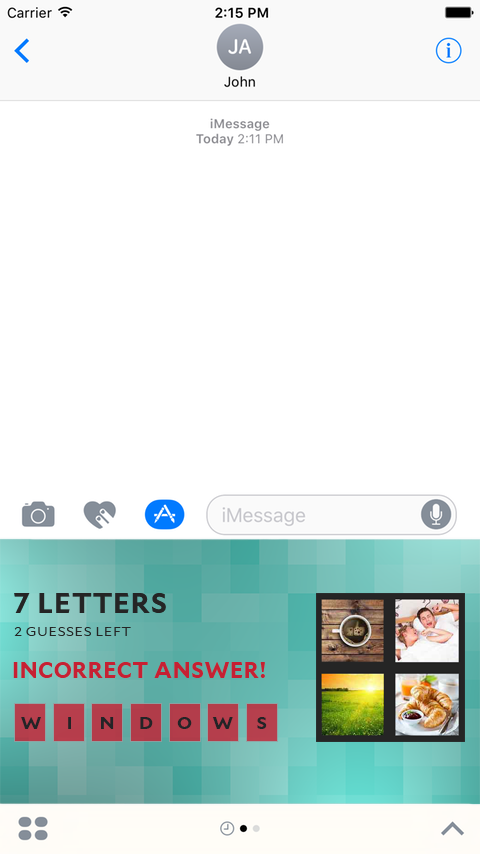 Carrier 2:15 PM
JA
John
iMessage
Today 2:11 PM
iMessage
7 LETTERS
2 GUESSES LEFT
INCORRECT ANSWER!
W I N D O W S